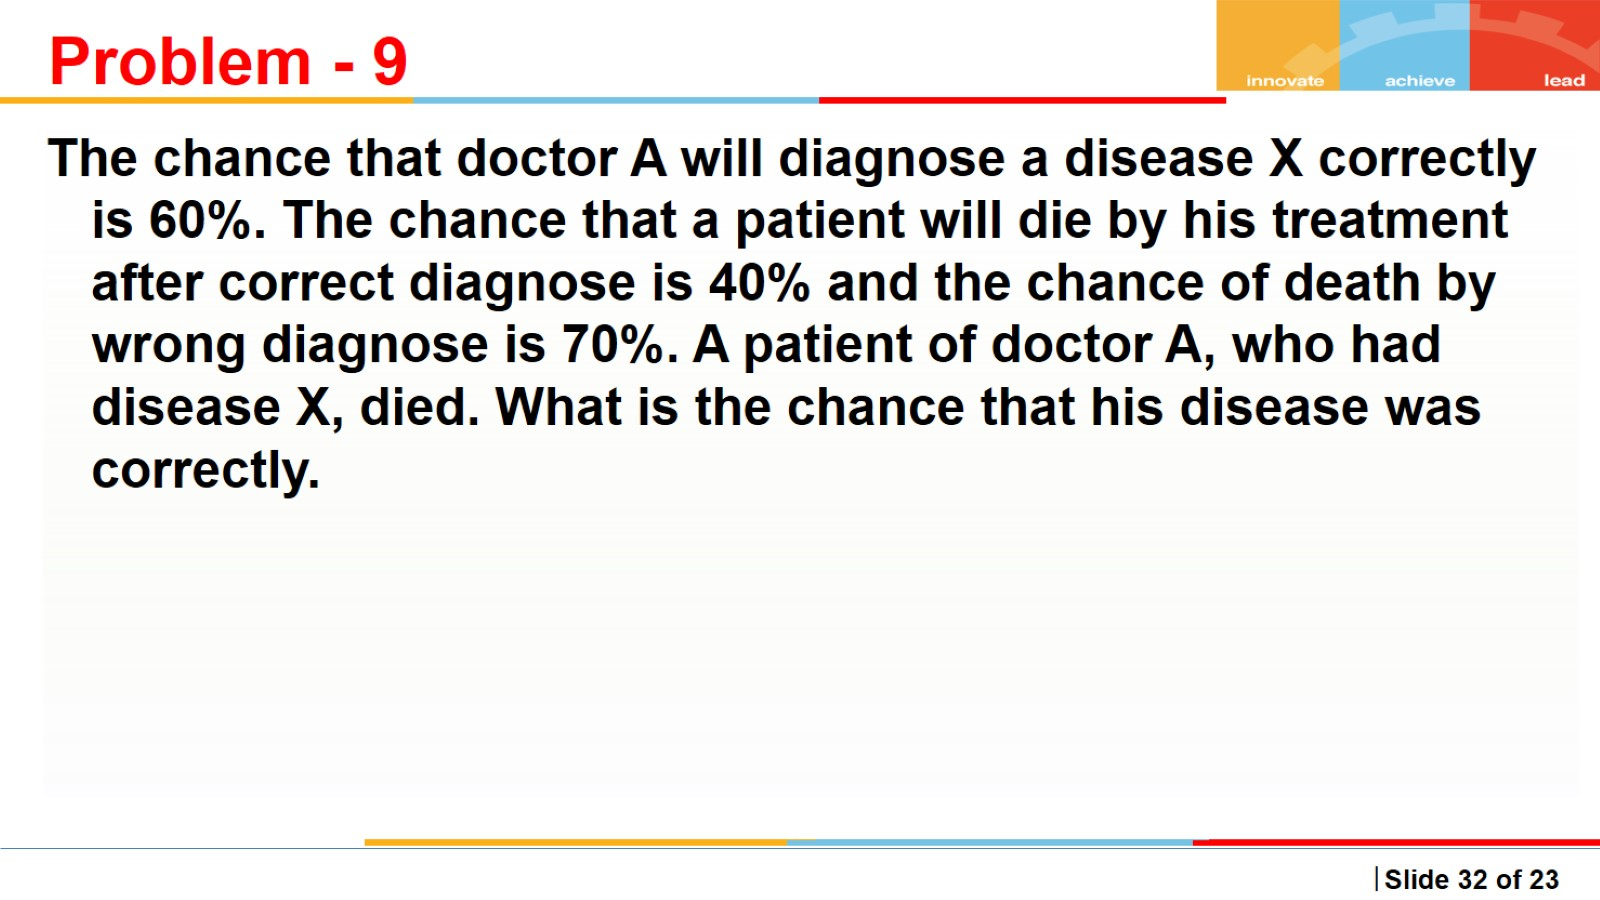 Problem - 9
innovate achieve lead
The chance that doctor A will diagnose a disease X correctly
is 60%. The chance that a patient will die by his treatment
after correct diagnose is 40% and the chance of death by
wrong diagnose is 70%. A patient of doctor A, who had
disease X, died. What is the chance that his disease was
correctly.
Slide 32 of 23